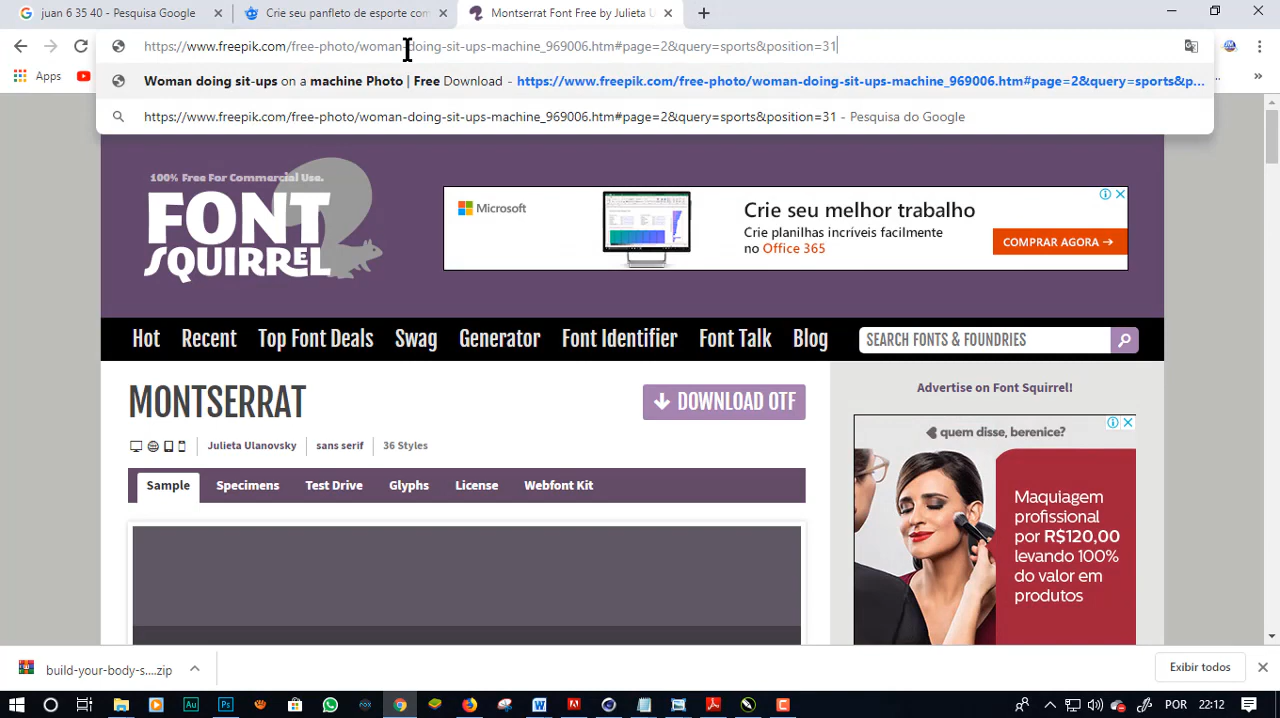 juan 6 35 40 - Pesquisa Google
Crie seu panfleto de esporte com
Montserrat Font Free by Julieta U
https://www.freepik.com/free-photo/woman-doing-sit-ups-machine_969006.htm#page=2&query=sports&position=31
Apps
Woman doing sit-ups on a machine Photo | Free Download - https://www.freepik.com/free-photo/woman-doing-sit-ups-machine_969006.htm#page=2&query=sports&p...
https://www.freepik.com/free-photo/woman-doing-sit-ups-machine_969006.htm#page=2&query=sports&position=31 - Pesquisa do Google
100% Free For Commercial Use.
FONT
SQUIRREL
Microsoft
Crie seu melhor trabalho
Crie planilhas incríveis facilmente
no Office 365
COMPRAR AGORA →
Hot Recent Top Font Deals Swag Generator Font Identifier Font Talk Blog
SEARCH FONTS & FOUNDRIES
MONTSERRAT
DOWNLOAD OTF
Julieta Ulanovsky sans serif 36 Styles
Sample Specimens Test Drive Glyphs License Webfont Kit
Advertise on Font Squirrel!
quem disse, berenice?
Maquiagem
profissional
por R$120,00
levando 100%
do valor em
produtos
build-your-body-s....zip
Exibir todos
Au Ps W
POR 22:12